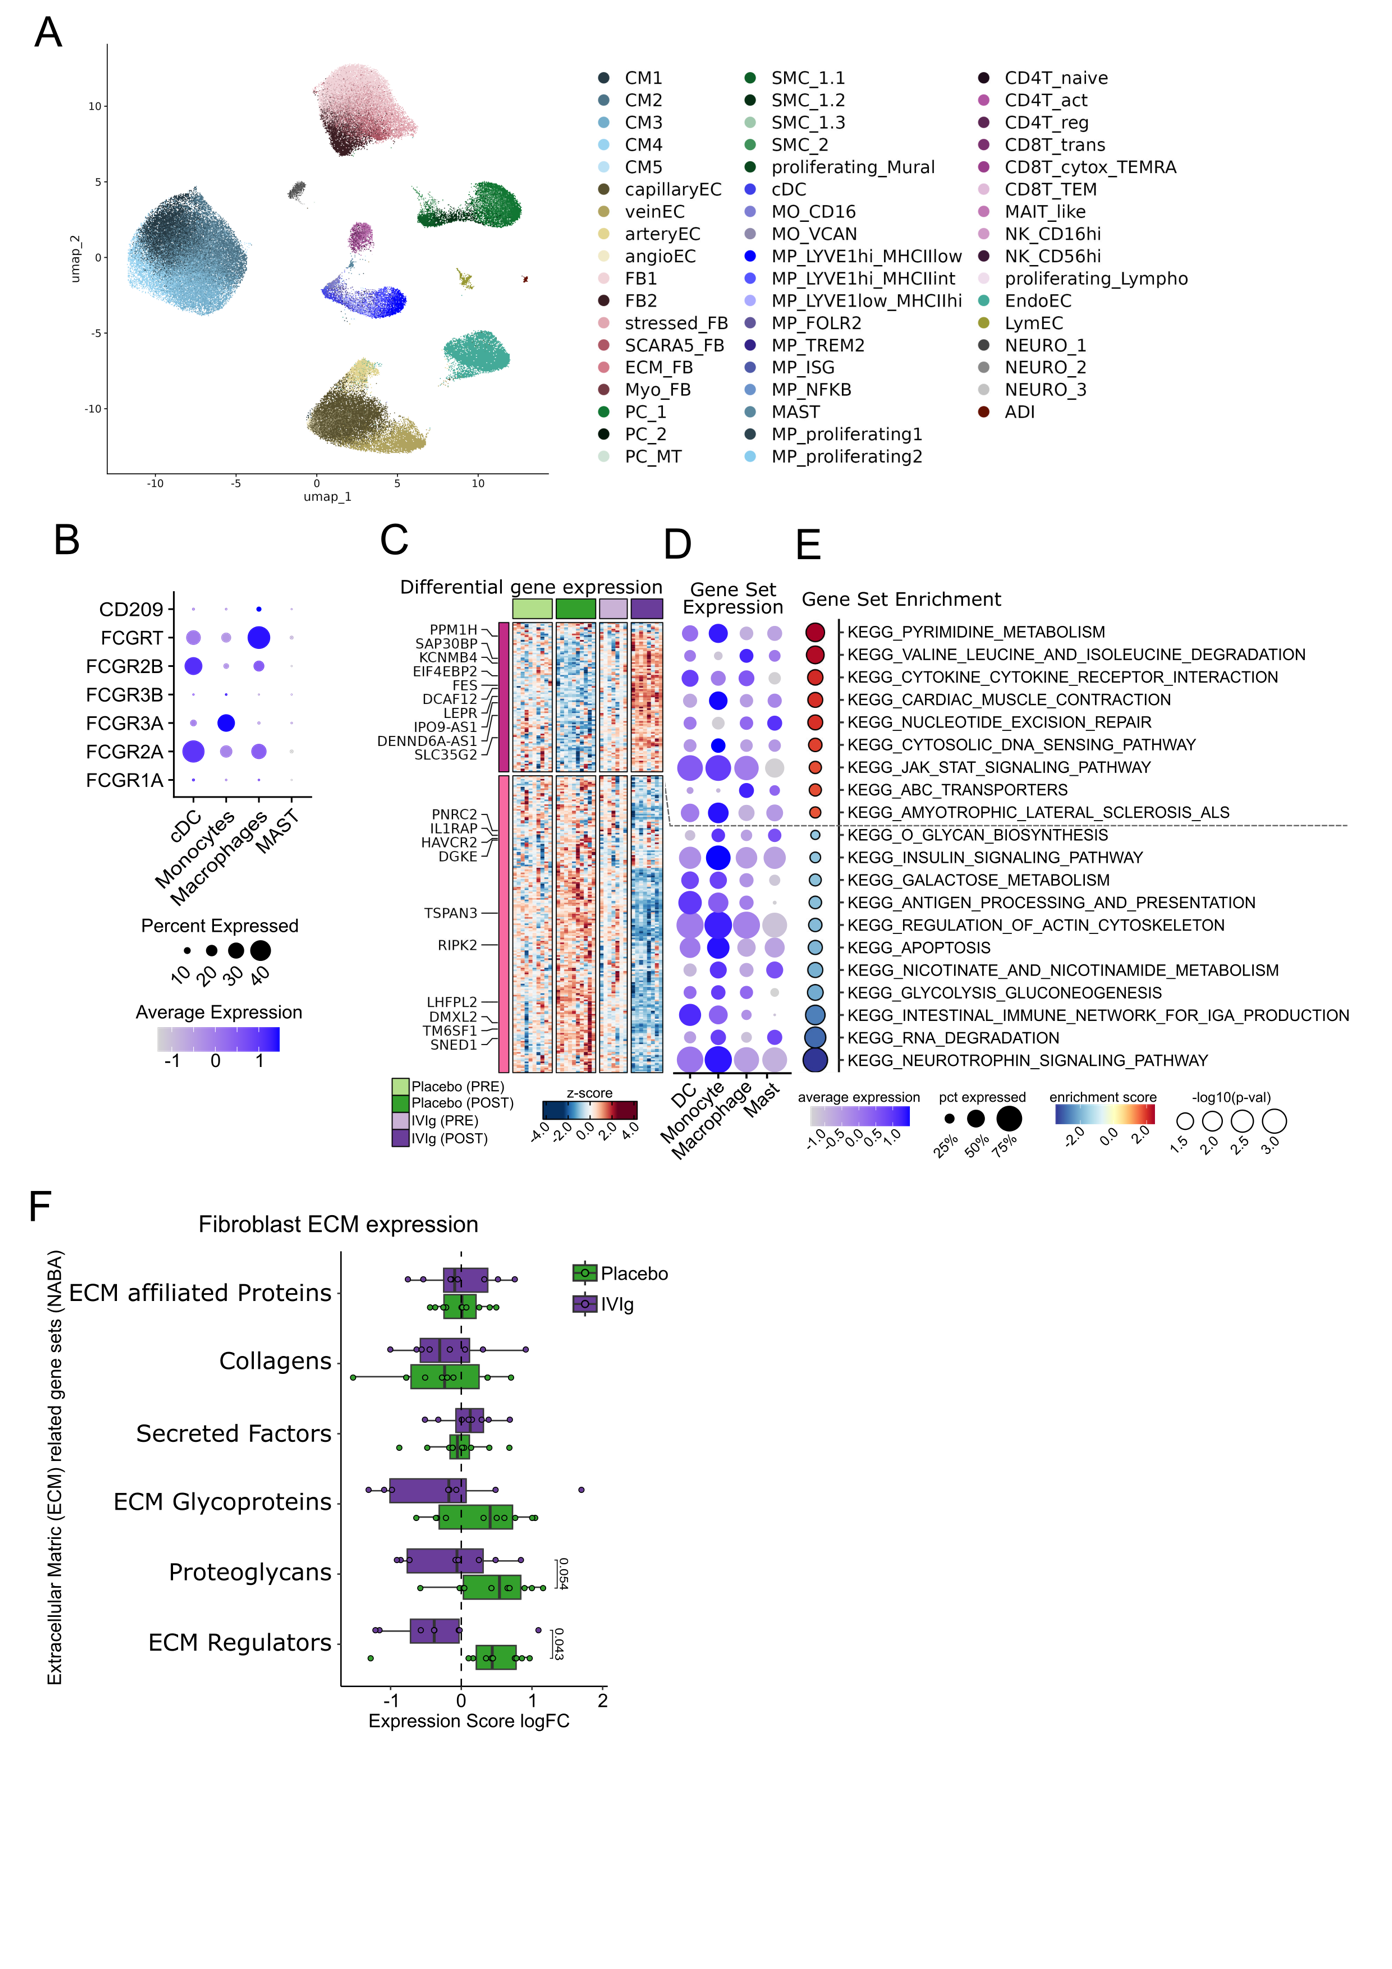 A
10
5
0
-5
-10
umap_2
-10
-5
0
5
10
umap_1
CM1
CM2
CM3
CM4
CM5
capillaryEC
veinEC
arteryEC
angioEC
FB1
FB2
stressed_FB
SCARA5_FB
ECM_FB
Myo_FB
PC_1
PC_2
PC_MT
SMC_1.1
SMC_1.2
SMC_1.3
SMC_2
proliferating_Mural
cDC
MO_CD16
MO_VCAN
MP_LYVE1hi_MHCIIlow
MP_LYVE1hi_MHCIIint
MP_LYVE1low_MHCIIhi
MP_FOLR2
MP_TREM2
MP_ISG
MP_NFKB
MAST
MP_proliferating1
MP_proliferating2
CD4T_naive
CD4T_act
CD4T_reg
CD8T_trans
CD8T_cytox_TEMRA
CD8T_TEM
MAIT_like
NK_CD16hi
NK_CD56hi
proliferating_Lympho
EndoEC
LymEC
NEURO_1
NEURO_2
NEURO_3
ADI
B
CD209
FCGRT
FCGR2B
FCGR3B
FCGR3A
FCGR2A
FCGR1A
cDC
Monocytes
Macrophages
MAST
Percent Expressed
10
20
30
40
Average Expression
-1
0
1
C
Differential gene expression
PPM1H
SAP30BP
KCNMB4
EIF4EBP2
FES
DCAF12
LEPR
IPO9-AS1
DENND6A-AS1
SLC35G2
PNRC2
IL1RAP
HAVCR2
DGKE
TSPAN3
RIPK2
LHFPL2
DMXL2
TM6SF1
SNED1
Placebo (PRE)
Placebo (POST)
IVIg (PRE)
IVIg (POST)
z-score
-4.0
-2.0
0.0
2.0
4.0
D
Gene Set
Expression
DC
Monocyte
Macrophage
Mast
E
Gene Set Enrichment
KEGG_PYRIMIDINE_METABOLISM
KEGG_VALINE_LEUCINE_AND_ISOLEUCINE_DEGRADATION
KEGG_CYTOKINE_CYTOKINE_RECEPTOR_INTERACTION
KEGG_CARDIAC_MUSCLE_CONTRACTION
KEGG_NUCLEOTIDE_EXCISION_REPAIR
KEGG_CYTOSOLIC_DNA_SENSING_PATHWAY
KEGG_JAK_STAT_SIGNALING_PATHWAY
KEGG_ABC_TRANSPORTERS
KEGG_AMYOTROPHIC_LATERAL_SCLEROSIS_ALS
KEGG_O_GLYCAN_BIOSYNTHESIS
KEGG_INSULIN_SIGNALING_PATHWAY
KEGG_GALACTOSE_METABOLISM
KEGG_ANTIGEN_PROCESSING_AND_PRESENTATION
KEGG_REGULATION_OF_ACTIN_CYTOSKELETON
KEGG_APOPTOSIS
KEGG_NICOTINATE_AND_NICOTINAMIDE_METABOLISM
KEGG_GLYCOLYSIS_GLUCONEOGENESIS
KEGG_INTESTINAL_IMMUNE_NETWORK_FOR_IGA_PRODUCTION
KEGG_RNA_DEGRADATION
KEGG_NEUROTROPHIN_SIGNALING_PATHWAY
average expression
-1.0
-0.5
0.0
0.5
1.0
pct expressed
25%
50%
75%
enrichment score
-2.0
0.0
2.0
-log10(p-val)
1.5
2.0
2.5
3.0
F
Fibroblast ECM expression
Extracellular Matric (ECM) related gene sets (NABA)
ECM affiliated Proteins
Collagens
Secreted Factors
ECM Glycoproteins
Proteoglycans
ECM Regulators
Placebo
IVIg
0.054
0.043
-1
0
1
2
Expression Score logFC